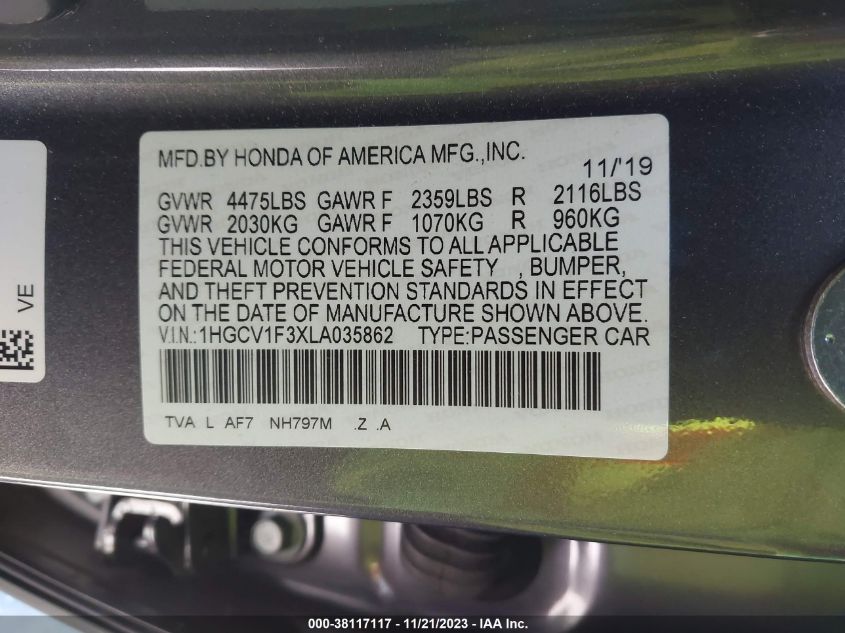 MFD.BY HONDA OF AMERICA MFG.,INC.
11/'19
GVWR 4475LBS GAWR F 2359LBS R 2116LBS
GVWR 2030KG GAWR F 1070KG R 960KG
THIS VEHICLE CONFORMS TO ALL APPLICABLE
FEDERAL MOTOR VEHICLE SAFETY , BUMPER,
AND THEFT PREVENTION STANDARDS IN EFFECT
ON THE DATE OF MANUFACTURE SHOWN ABOVE.
V.I.N.:1HGCV1F3XLA035862 TYPE:PASSENGER CAR
TVA L AF7 NH797M .Z .A
VE
000-38117117 - 11/21/2023 - IAA Inc.